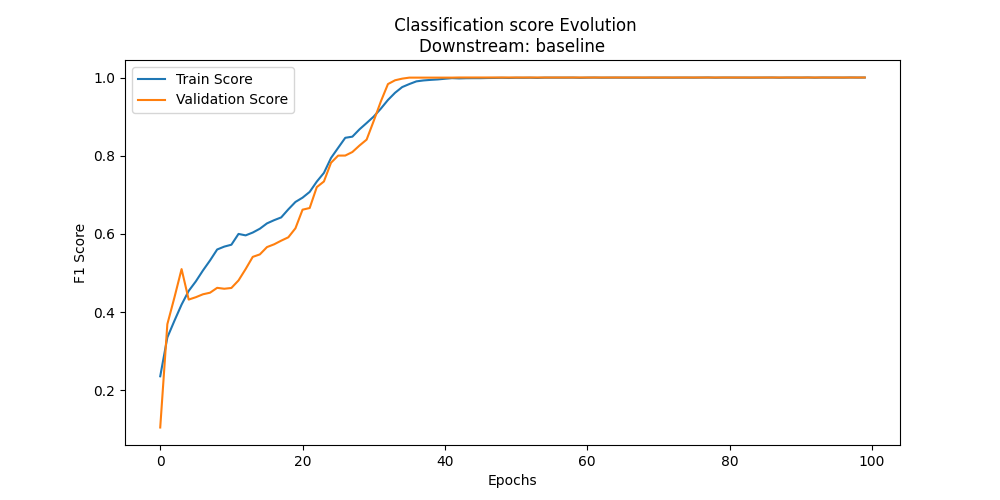 Classification score Evolution
Downstream: baseline
Train Score
Validation Score
F1 Score
1.0
0.8
0.6
0.4
0.2
0
20
40
60
80
100
Epochs